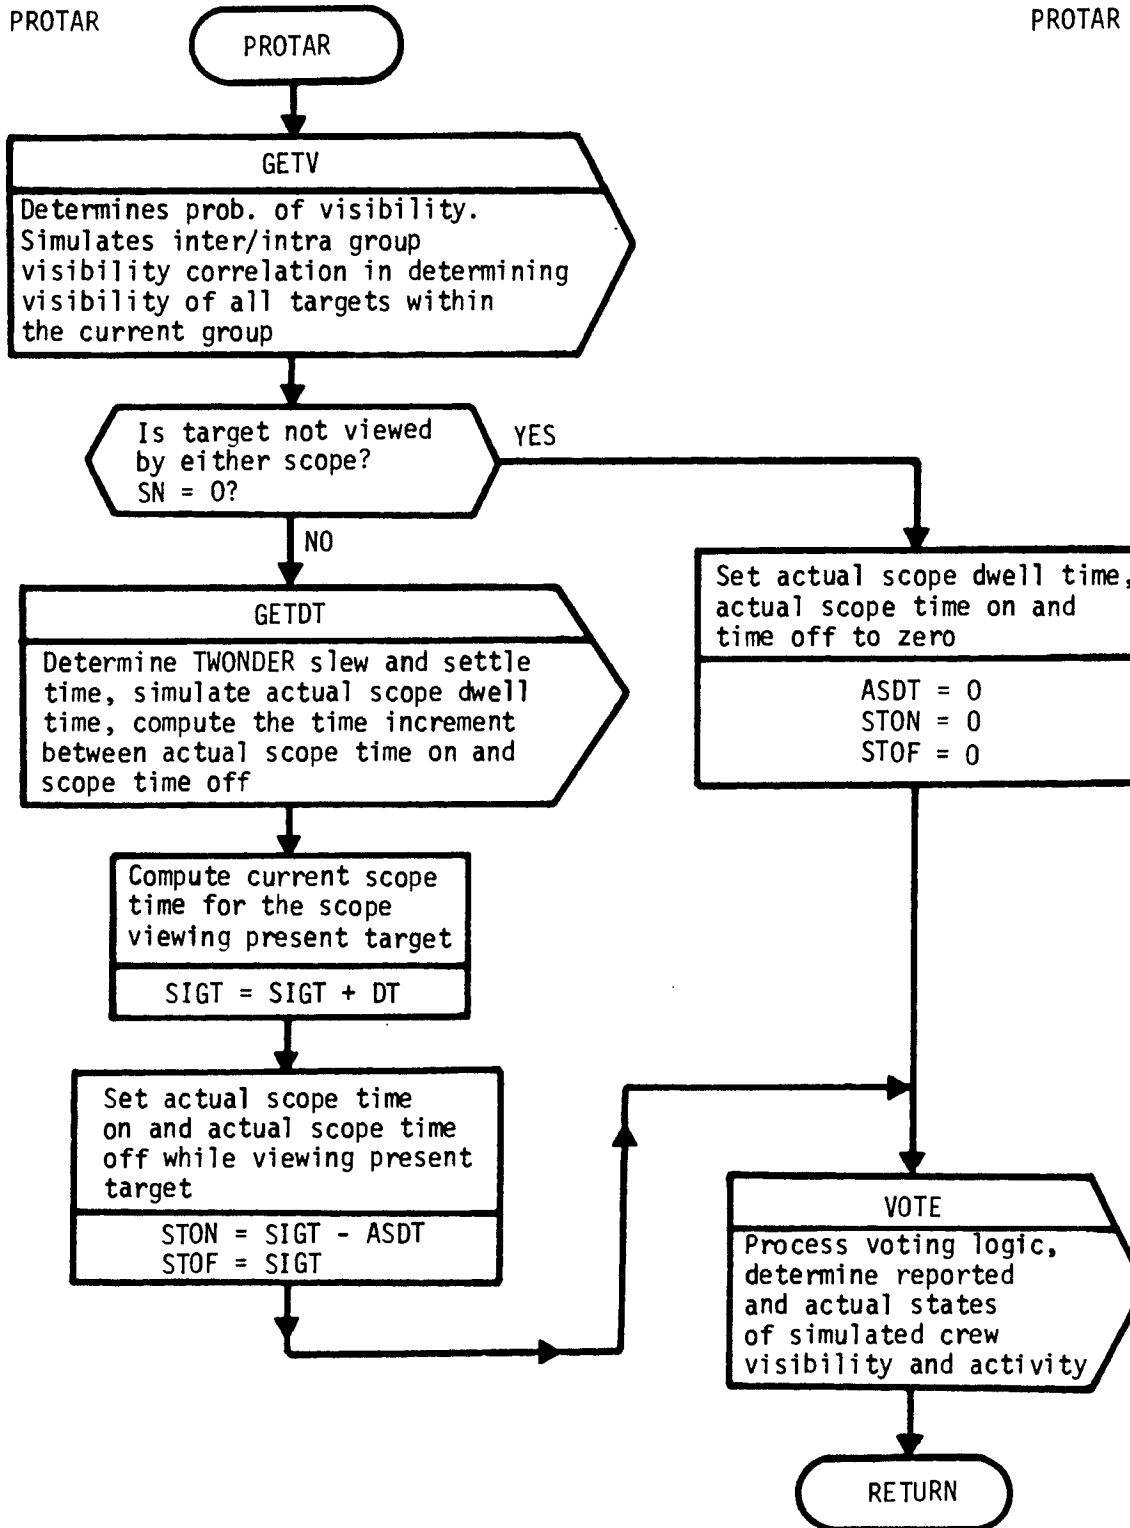 PROTAR
PROTAR
PROTAR
GETV
Determines prob. of visibility.
Simulates inter/intra group
visibility correlation in determining
visibility of all targets within
the current group
Is target not viewed
by either scope?
SN = 0?
YES
NO
GETDT
Determine TWONDER slew and settle
time, simulate actual scope dwell
time, compute the time increment
between actual scope time on and
scope time off
Set actual scope dwell time,
actual scope time on and
time off to zero
ASDT = 0
STON = 0
STOF = 0
Compute current scope
time for the scope
viewing present target
SIGT = SIGT + DT
Set actual scope time
on and actual scope time
off while viewing present
target
STON = SIGT - ASDT
STOF = SIGT
VOTE
Process voting logic,
determine reported
and actual states
of simulated crew
visibility and activity
RETURN